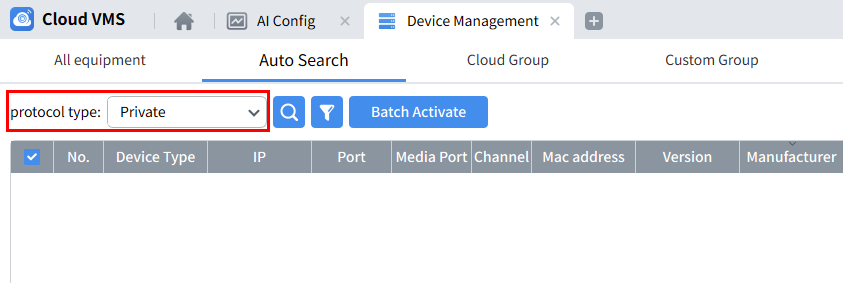 Cloud VMS AI Config Device Management
All equipment Auto Search Cloud Group Custom Group
protocol type: Private Batch Activate
No. Device Type IP Port Media Port Channel Mac address Version Manufacturer